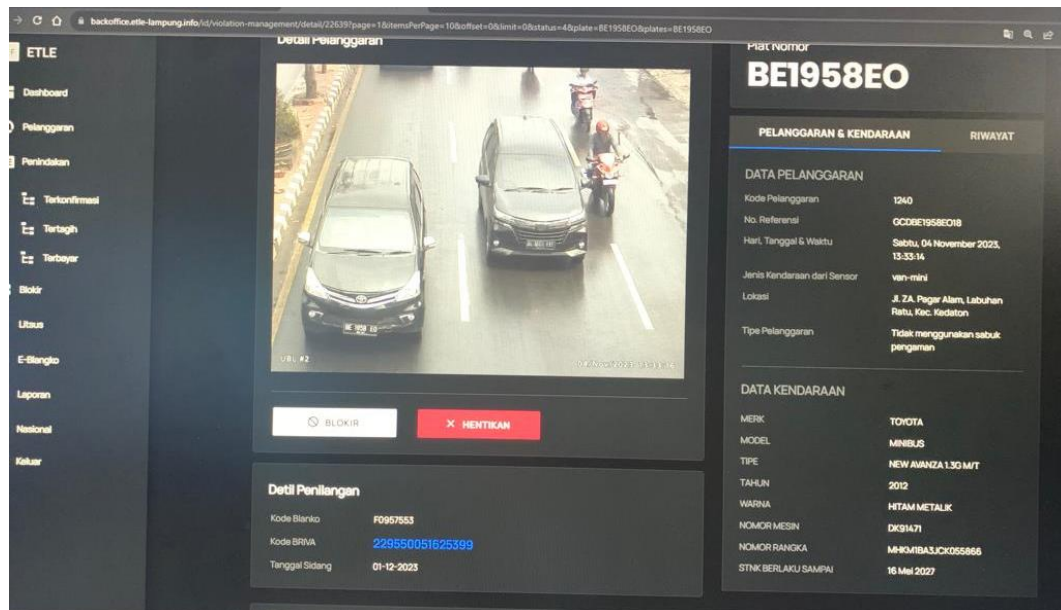 backoffice.etle-lampung.info/id/violation-management/detail/22639?page=1&itemsPerPage=10&offset=0&limit=0&status=4&plate=BE1958EO&plates=BE1958EO
ETLE
Dashboard
Pelanggaran
Penindakan
Terkonfirmasi
Tertagih
Terbayar
Blokir
Litsus
E-Blangko
Laporan
Nasional
Keluar
Detail Pelanggaran
BE 1958 EO
UBL #2
BLOKIR
HENTIKAN
Detil Penilangan
Kode Blanko F0957553
Kode BRIVA 229550051625399
Tanggal Sidang 01-12-2023
Plat Nomor
BE1958EO
PELANGGARAN & KENDARAAN RIWAYAT
DATA PELANGGARAN
Kode Pelanggaran 1240
No. Referensi GCDBE1958EO18
Hari, Tanggal & Waktu Sabtu, 04 November 2023,
13:33:14
Jenis Kendaraan dari Sensor van-mini
Lokasi Jl. ZA. Pagar Alam, Labuhan
Ratu, Kec. Kedaton
Tipe Pelanggaran Tidak menggunakan sabuk
pengaman
DATA KENDARAAN
MERK TOYOTA
MODEL MINIBUS
TIPE NEW AVANZA 1.3G M/T
TAHUN 2012
WARNA HITAM METALIK
NOMOR MESIN DK91471
NOMOR RANGKA MHKM1BA3JCK055866
STNK BERLAKU SAMPAI 16 Mei 2027